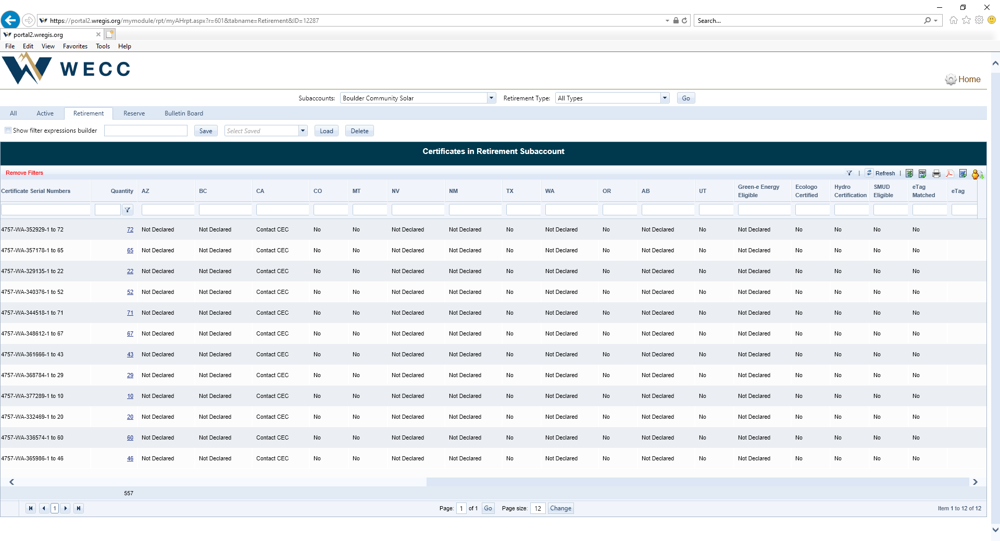 https://portal2.wregis.org/mymodule/rpt/myAHrpt.aspx?r=601&tabname=Retirement&ID=12287 Search...
portal2.wregis.org
File Edit View Favorites Tools Help
WECC
Home
Subaccounts: Boulder Community Solar Retirement Type: All Types Go
All Active Retirement Reserve Bulletin Board
Show filter expressions builder Save Select Saved Load Delete
Certificates in Retirement Subaccount
Remove Filters | Refresh |
Certificate Serial Numbers Quantity AZ BC CA CO MT NV NM TX WA OR AB UT Green-e Energy Eligible Ecologo Certified Hydro Certification SMUD Eligible eTag Matched eTag
4757-WA-352929-1 to 72 72 Not Declared Not Declared Contact CEC No No Not Declared Not Declared No Not Declared No Not Declared No Not Declared No No No No
4757-WA-357178-1 to 65 65 Not Declared Not Declared Contact CEC No No Not Declared Not Declared No Not Declared No Not Declared No Not Declared No No No No
4757-WA-329135-1 to 22 22 Not Declared Not Declared Contact CEC No No Not Declared Not Declared No Not Declared No Not Declared No Not Declared No No No No
4757-WA-340376-1 to 52 52 Not Declared Not Declared Contact CEC No No Not Declared Not Declared No Not Declared No Not Declared No Not Declared No No No No
4757-WA-344518-1 to 71 71 Not Declared Not Declared Contact CEC No No Not Declared Not Declared No Not Declared No Not Declared No Not Declared No No No No
4757-WA-348612-1 to 67 67 Not Declared Not Declared Contact CEC No No Not Declared Not Declared No Not Declared No Not Declared No Not Declared No No No No
4757-WA-361666-1 to 43 43 Not Declared Not Declared Contact CEC No No Not Declared Not Declared No Not Declared No Not Declared No Not Declared No No No No
4757-WA-368784-1 to 29 29 Not Declared Not Declared Contact CEC No No Not Declared Not Declared No Not Declared No Not Declared No Not Declared No No No No
4757-WA-377289-1 to 10 10 Not Declared Not Declared Contact CEC No No Not Declared Not Declared No Not Declared No Not Declared No Not Declared No No No No
4757-WA-332469-1 to 20 20 Not Declared Not Declared Contact CEC No No Not Declared Not Declared No Not Declared No Not Declared No Not Declared No No No No
4757-WA-336574-1 to 60 60 Not Declared Not Declared Contact CEC No No Not Declared Not Declared No Not Declared No Not Declared No Not Declared No No No No
4757-WA-365986-1 to 46 46 Not Declared Not Declared Contact CEC No No Not Declared Not Declared No Not Declared No Not Declared No Not Declared No No No No
557
1 Page: 1 of 1 Go Page size: 12 Change Item 1 to 12 of 12